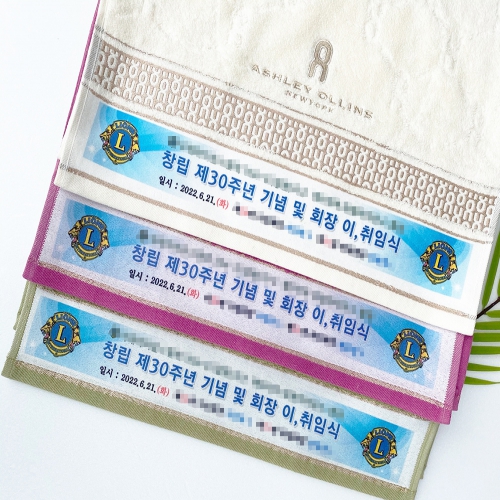 ASHLEY OLLINS
NEWYORK
창립 제30주년 기념 및 회장 이,취임식
일시 : 2022.6.21.(화)
L
L
창립 제30주년 기념 및 회장 이,취임식
일시 : 2022.6.21.(화)
L
L
창립 제30주년 기념 및 회장 이,취임식
일시 : 2022.6.21.(화)
L
L